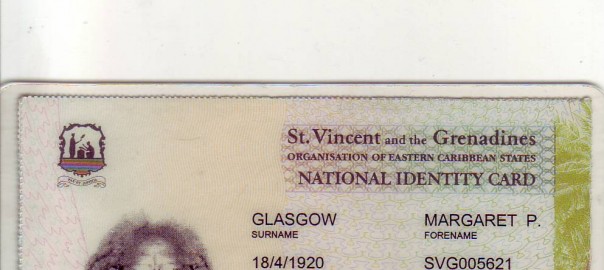 St. Vincent and the Grenadines
ORGANISATION OF EASTERN CARIBBEAN STATES
NATIONAL IDENTITY CARD
GLASGOW MARGARET P.
SURNAME FORENAME
18/4/1920 SVG005621